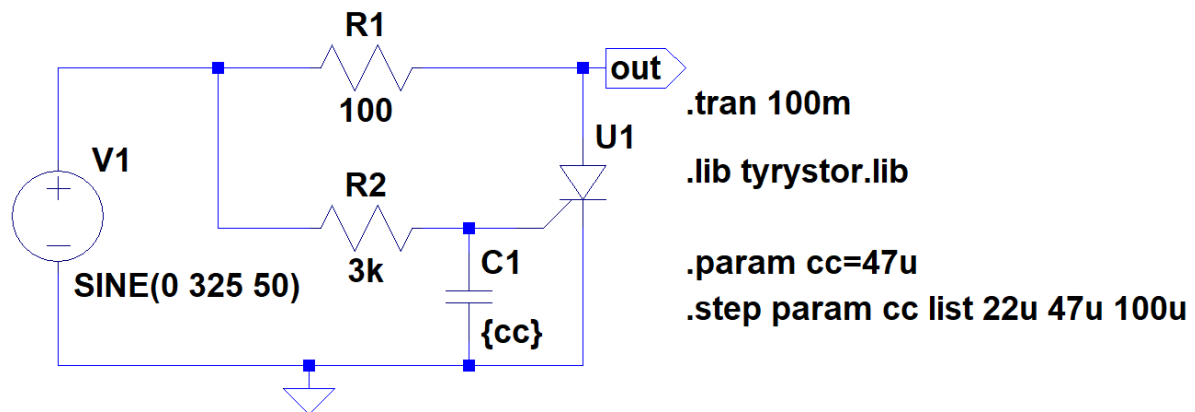 R1
100
out
.tran 100m
V1
U1
.lib tyrystor.lib
R2
3k
C1
SINE(0 325 50)
{cc}
.param cc=47u
.step param cc list 22u 47u 100u